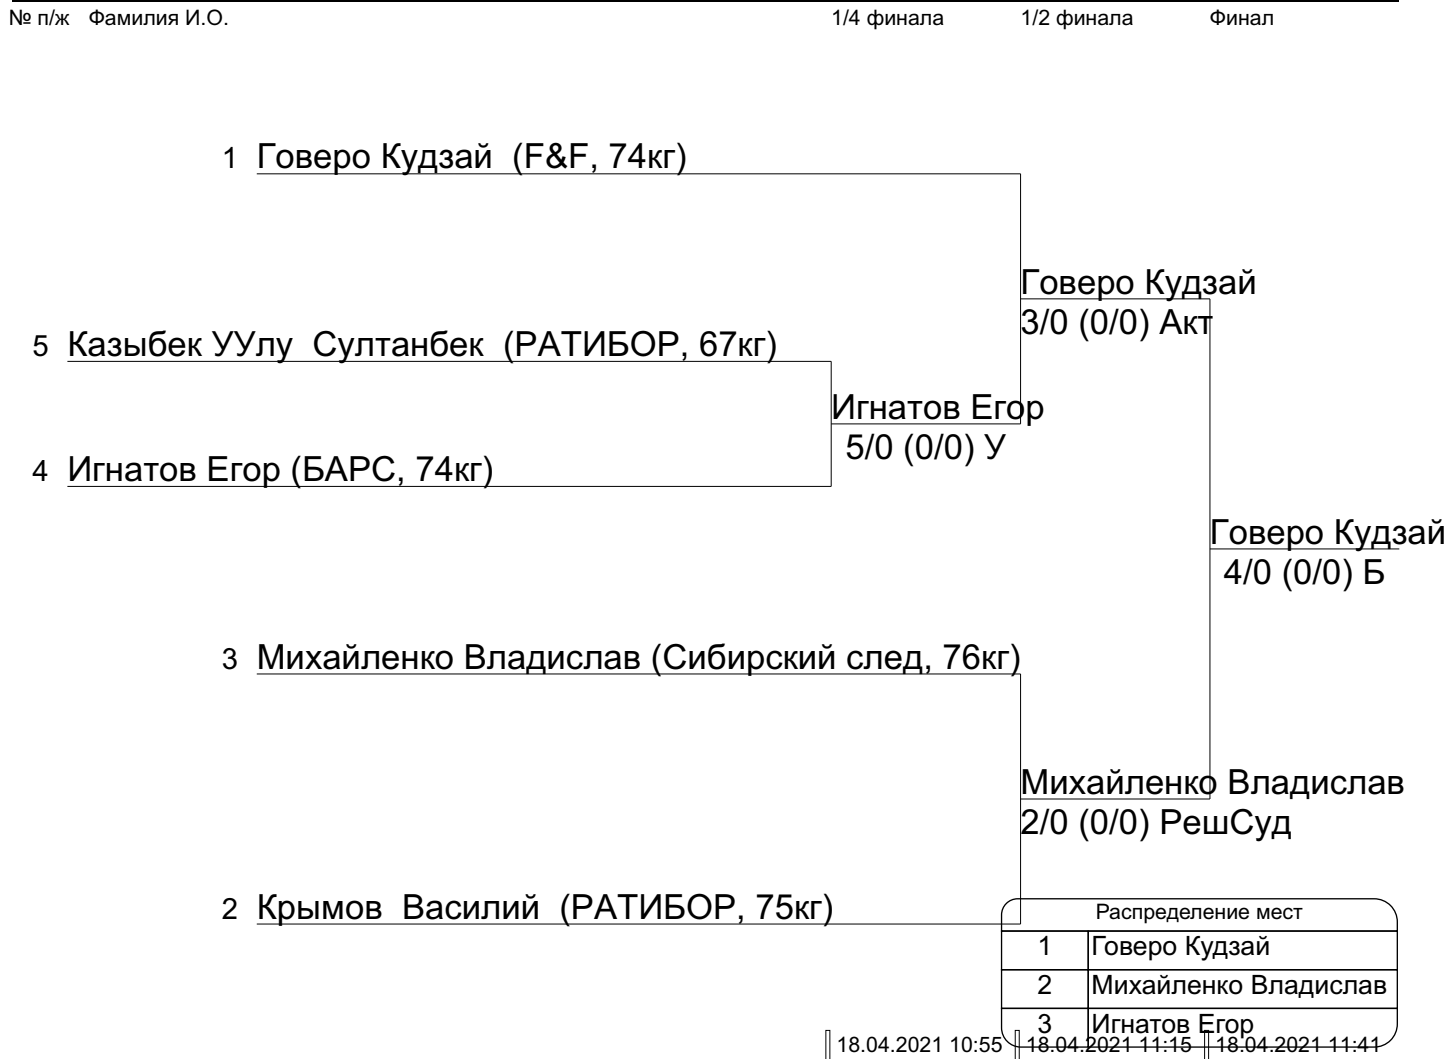 № п/ж Фамилия И.О. 1/4 финала 1/2 финала Финал
1 Говеро Кудзай (F&F, 74кг)
Говеро Кудзай
3/0 (0/0) Акт
5 Казыбек УУлу Султанбек (РАТИБОР, 67кг)
Игнатов Егор
5/0 (0/0) У
4 Игнатов Егор (БАРС, 74кг)
Говеро Кудзай
4/0 (0/0) Б
3 Михайленко Владислав (Сибирский след, 76кг)
Михайленко Владислав
2/0 (0/0) РешСуд
2 Крымов Василий (РАТИБОР, 75кг)
Распределение мест
1 Говеро Кудзай
2 Михайленко Владислав
3 Игнатов Егор
18.04.2021 10:55 18.04.2021 11:15 18.04.2021 11:41